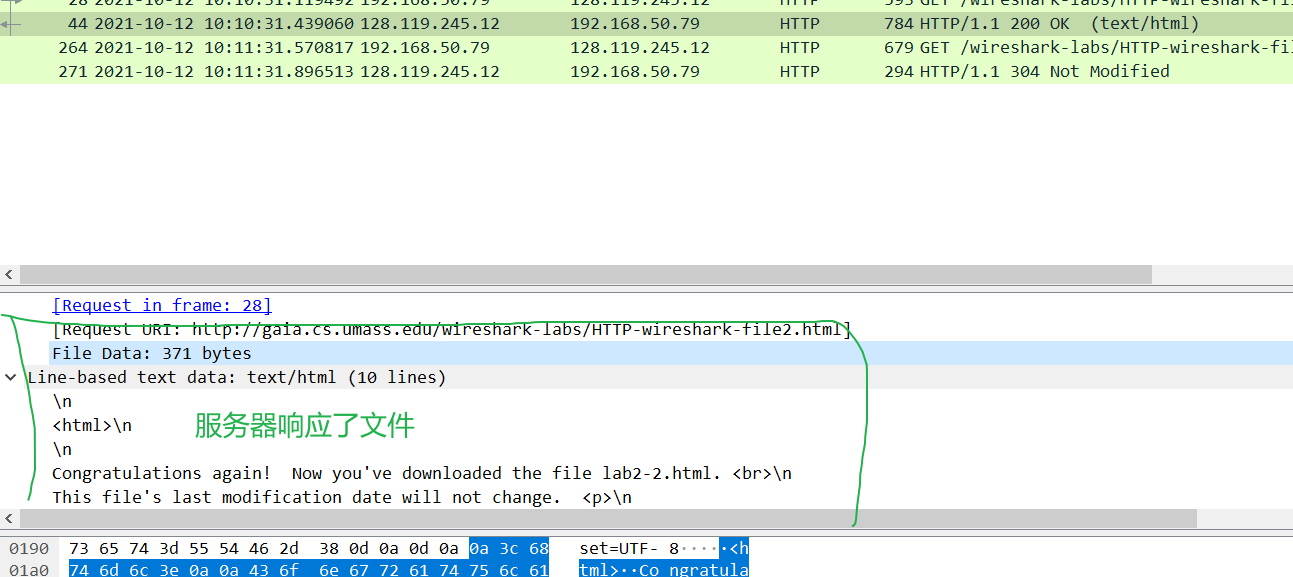 28 2021-10-12 10:10:31.119492 192.168.50.79 128.119.245.12 HTTP 595 GET /wireshark-labs/HTTP-wireshark-fil
44 2021-10-12 10:10:31.439060 128.119.245.12 192.168.50.79 HTTP 784 HTTP/1.1 200 OK (text/html)
264 2021-10-12 10:11:31.570817 192.168.50.79 128.119.245.12 HTTP 679 GET /wireshark-labs/HTTP-wireshark-fil
271 2021-10-12 10:11:31.896513 128.119.245.12 192.168.50.79 HTTP 294 HTTP/1.1 304 Not Modified
[Request in frame: 28]
[Request URI: http://gaia.cs.umass.edu/wireshark-labs/HTTP-wireshark-file2.html]
File Data: 371 bytes
Line-based text data: text/html (10 lines)
\n
<html>\n
服务器响应了文件
\n
Congratulations again!  Now you've downloaded the file lab2-2.html. <br>\n
This file's last modification date will not change.  <p>\n
0190 73 65 74 3d 55 54 46 2d 38 0d 0a 0d 0a 0a 3c 68 set=UTF- 8·····<h
01a0 74 6d 6c 3e 0a 0a 43 6f 6e 67 72 61 74 75 6c 61 tml>··Co ngratula